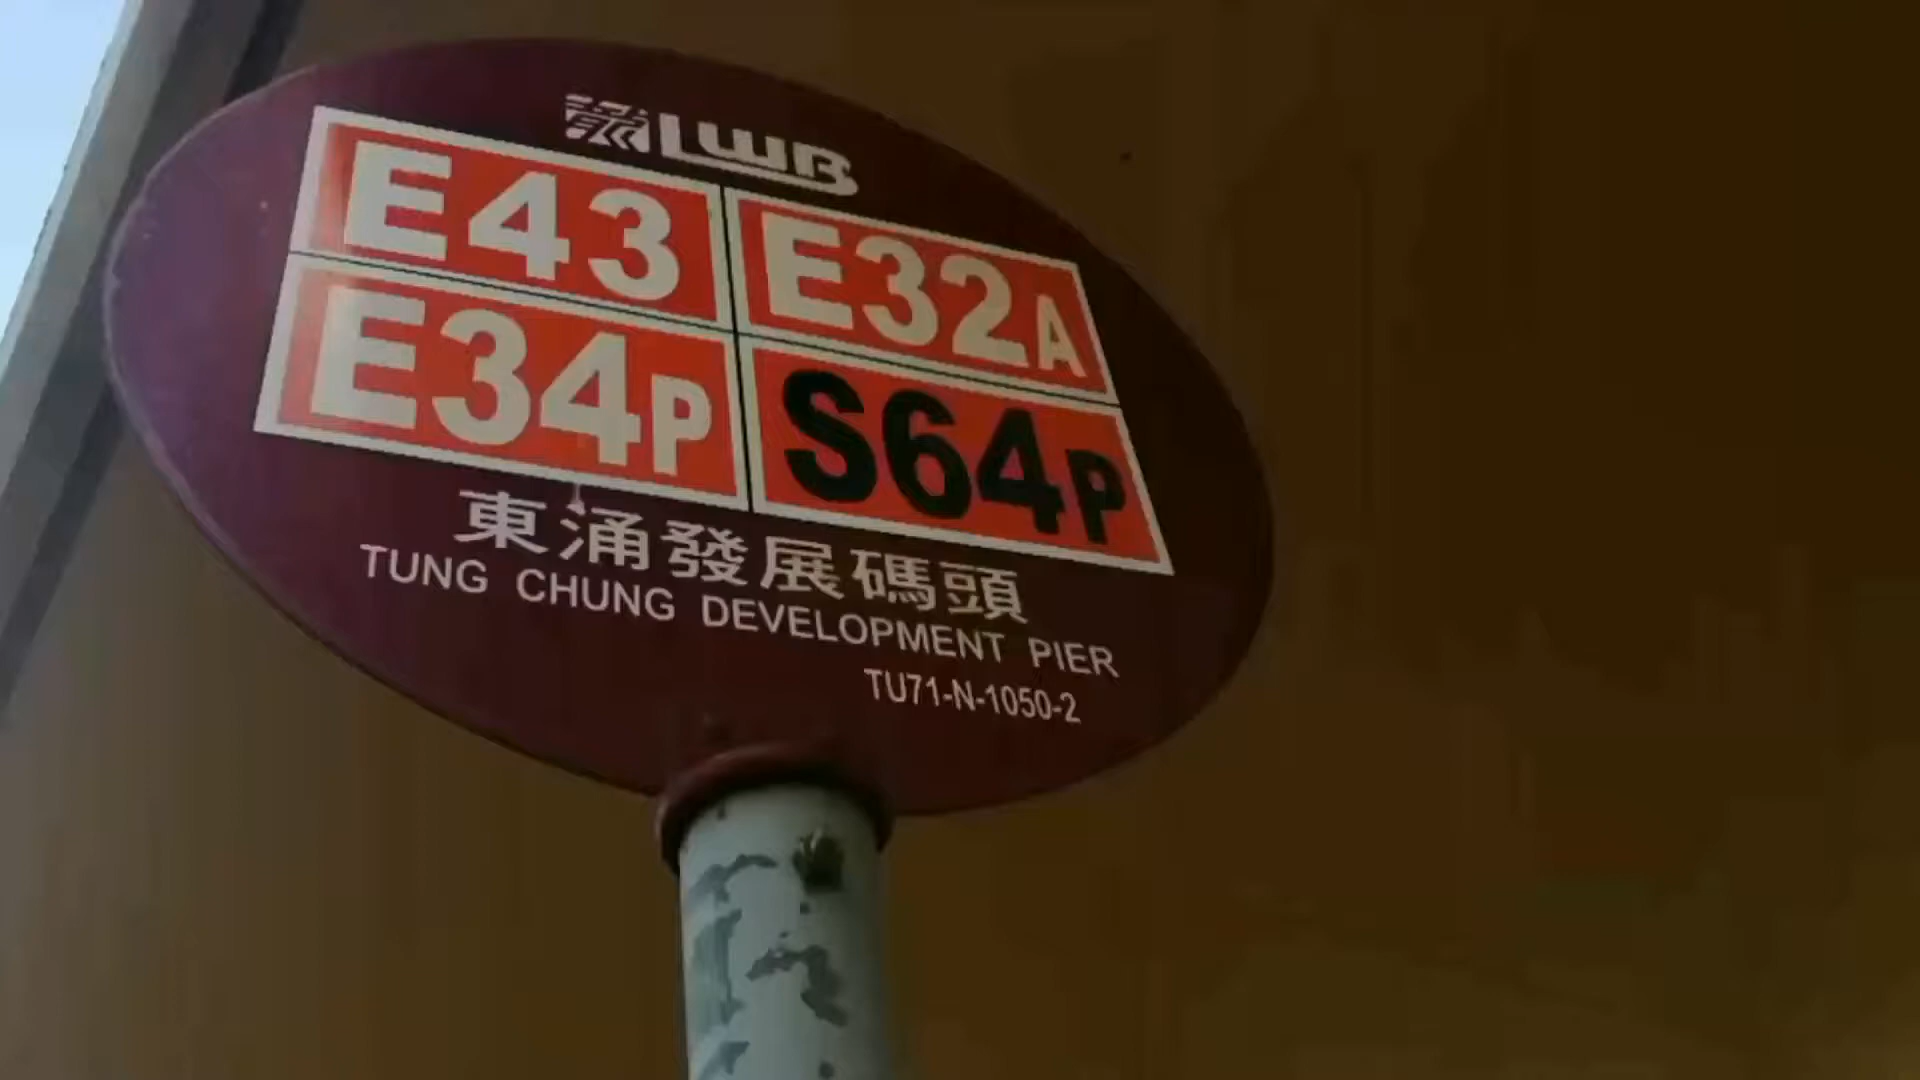 LWB
E43 E32A
E34P S64P
東涌發展碼頭
TUNG CHUNG DEVELOPMENT PIER
TU71-N-1050-2